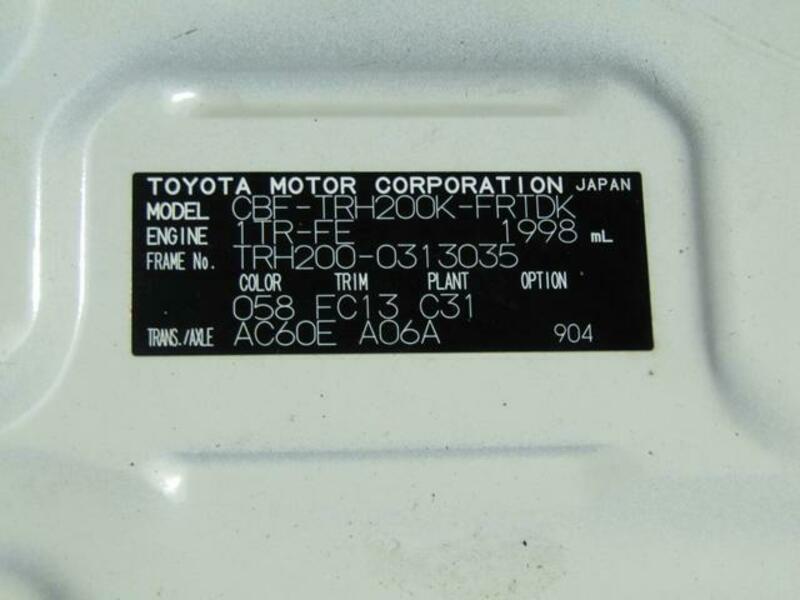 TOYOTA MOTOR CORPORATION JAPAN
MODEL CBF-TRH200K-FRTDK
ENGINE 1TR-FE 1998 mL
FRAME No. TRH200-0313035
COLOR TRIM PLANT OPTION
058 FC13 C31
TRANS./AXLE AC60E A06A 904